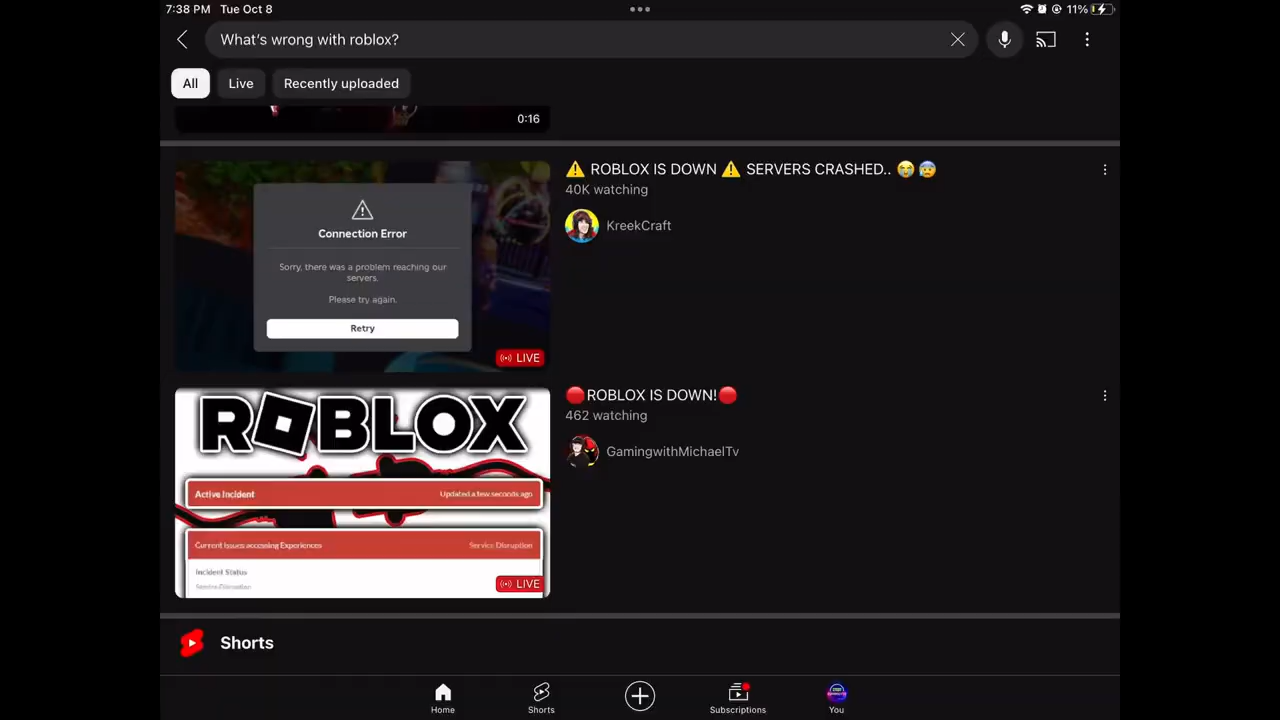 7:38 PM Tue Oct 8
11%
What's wrong with roblox?
All Live Recently uploaded
0:16
Connection Error
Sorry, there was a problem reaching our
servers.
Please try again.
Retry
LIVE
⚠️ ROBLOX IS DOWN ⚠️ SERVERS CRASHED.. 😭😰
40K watching
KreekCraft
ROBLOX
Active Incident Updated a few seconds ago
Current Issues accessing Experiences Service Disruption
Incident Status
Service Disruption
LIVE
🛑ROBLOX IS DOWN!🛑
462 watching
GamingwithMichaelTv
Shorts
Home Shorts Subscriptions You